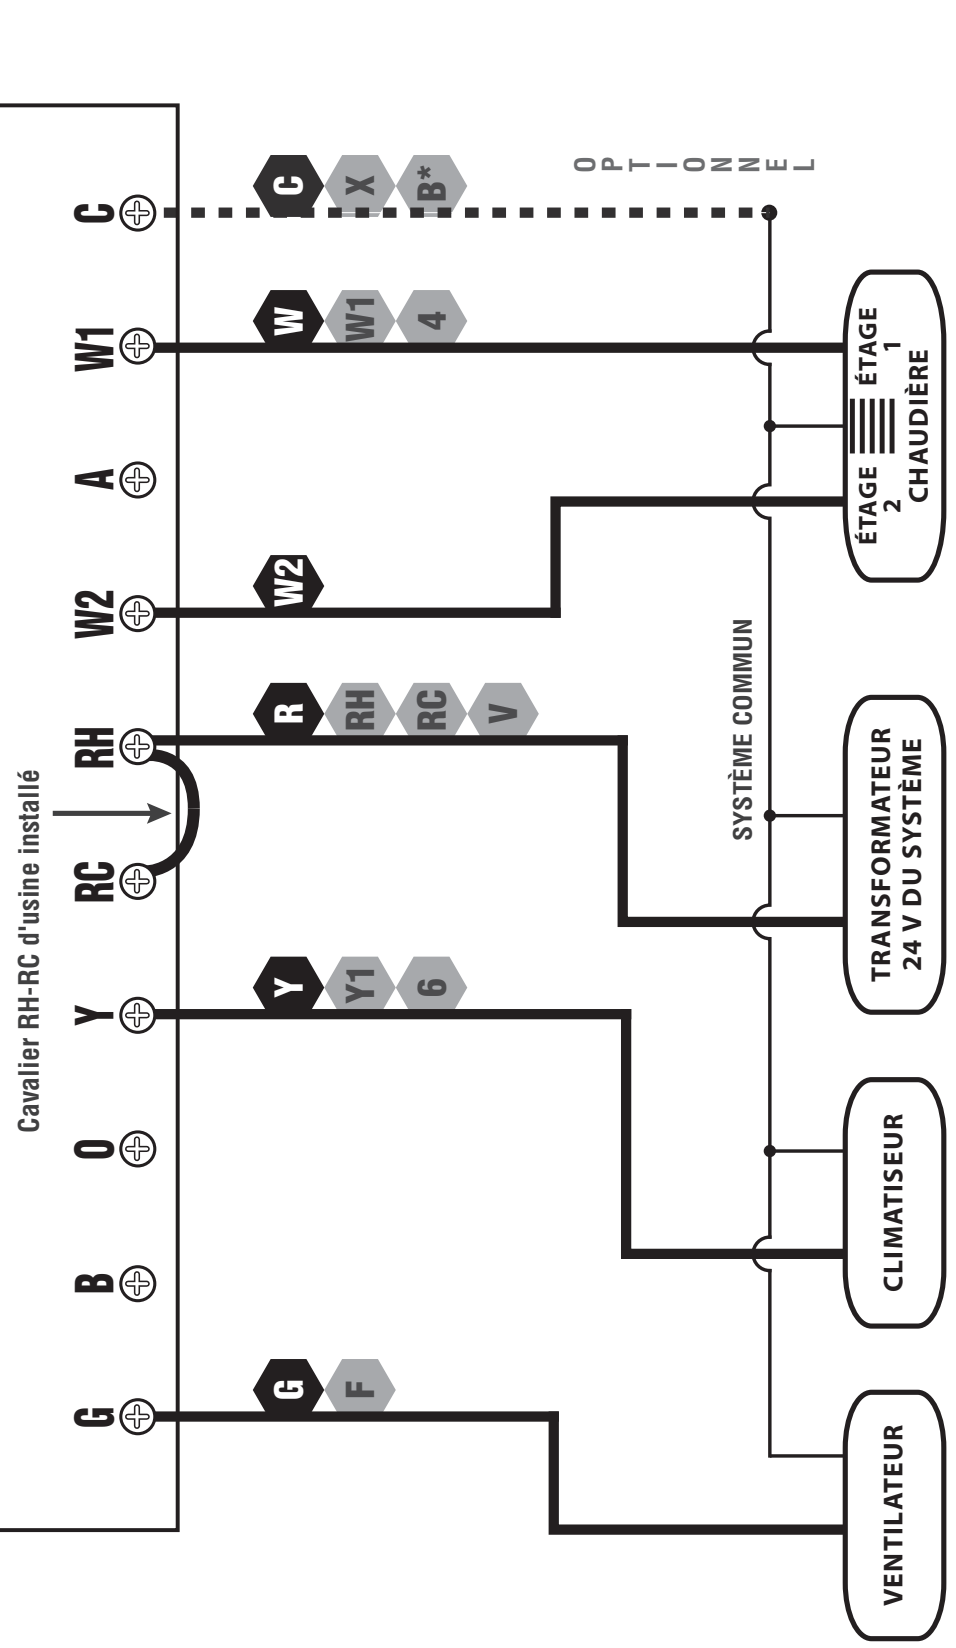 Cavalier RH-RC d'usine installé
G B O Y RC RH W2 A W1 C
G
F
Y
Y1
6
R
RH
RC
V
W2
W
W1
4
C
X
B*
OPTIONNEL
SYSTÈME COMMUN
VENTILATEUR
CLIMATISEUR
TRANSFORMATEUR
24 V DU SYSTÈME
ÉTAGE
2
ÉTAGE
1
CHAUDIÈRE